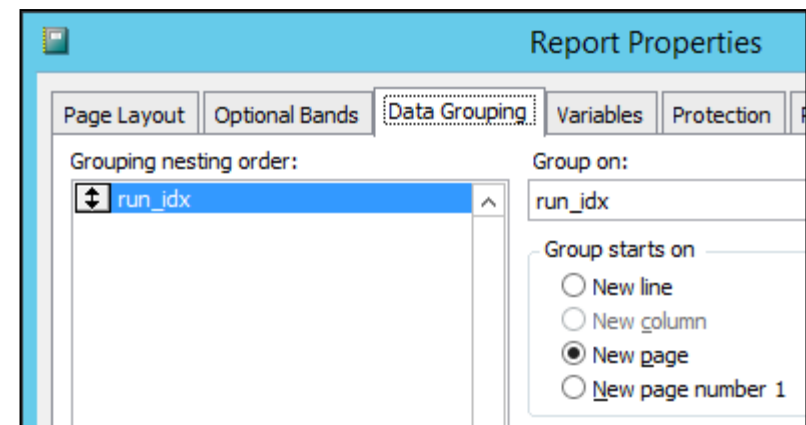 Report Properties
Page Layout Optional Bands Data Grouping Variables Protection
Grouping nesting order:
run_idx
Group on:
run_idx
Group starts on
New line
New column
New page
New page number 1